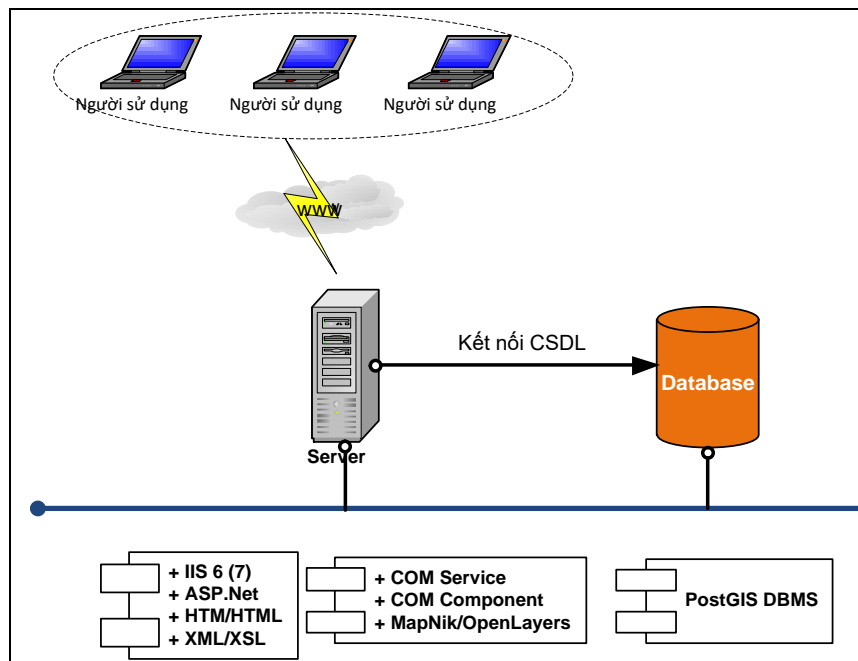 Người sử dụng
Người sử dụng
Người sử dụng
WWW
Kết nối CSDL
Database
Server
+ IIS 6 (7)
+ ASP.Net
+ HTM/HTML
+ XML/XSL
+ COM Service
+ COM Component
+ MapNik/OpenLayers
PostGIS DBMS